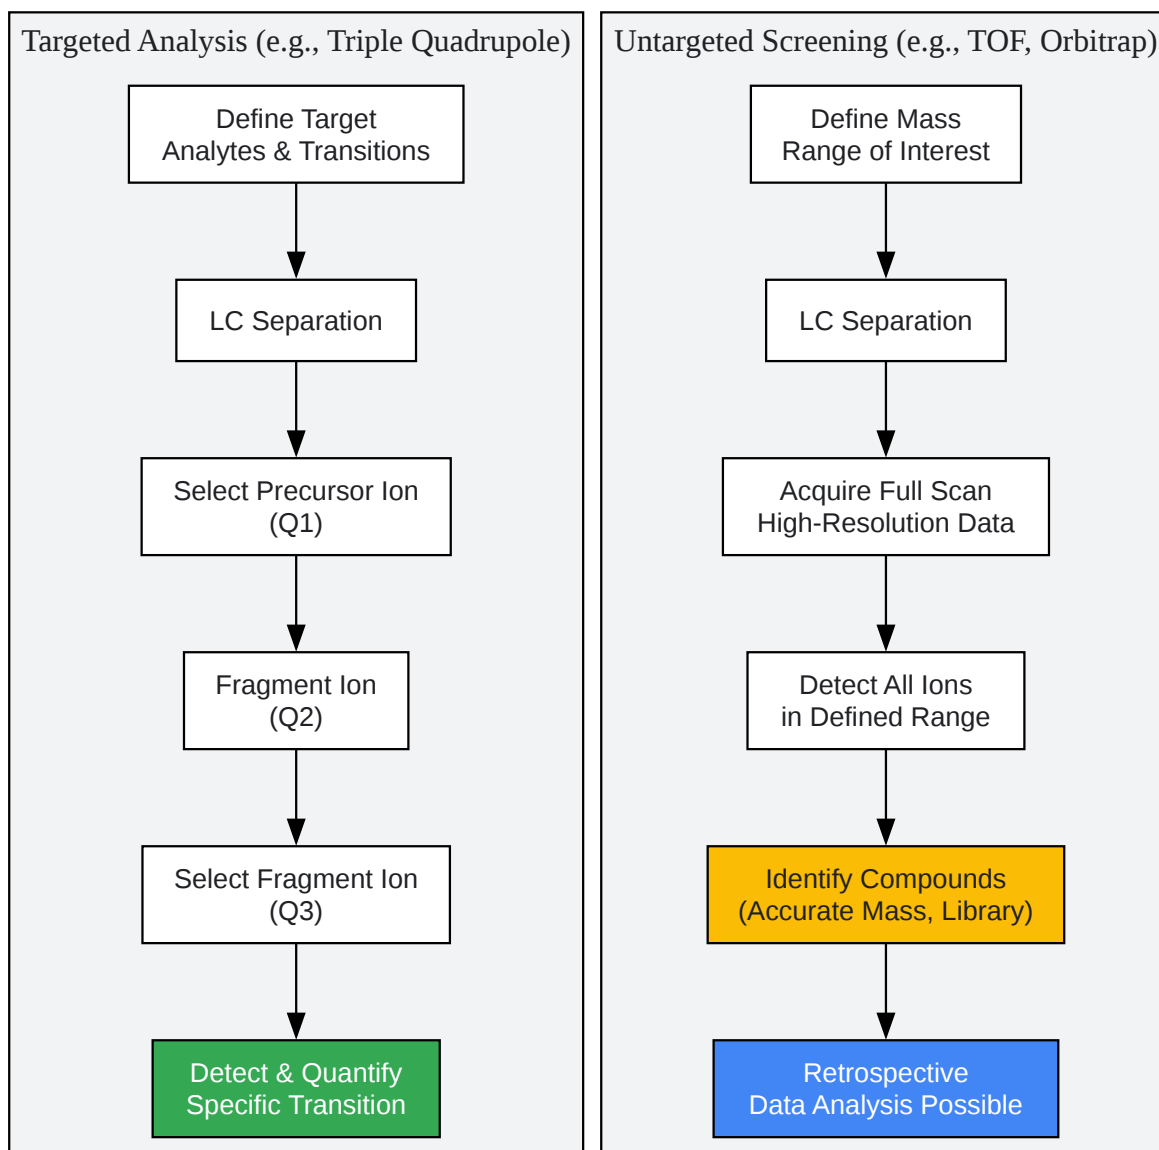 Targeted Analysis (e.g., Triple Quadrupole)
Define Target
Analytes & Transitions
LC Separation
Select Precursor Ion
(Q1)
Fragment Ion
(Q2)
Select Fragment Ion
(Q3)
Detect & Quantify
Specific Transition
Untargeted Screening (e.g., TOF, Orbitrap)
Define Mass
Range of Interest
LC Separation
Acquire Full Scan
High-Resolution Data
Detect All Ions
in Defined Range
Identify Compounds
(Accurate Mass, Library)
Retrospective
Data Analysis Possible